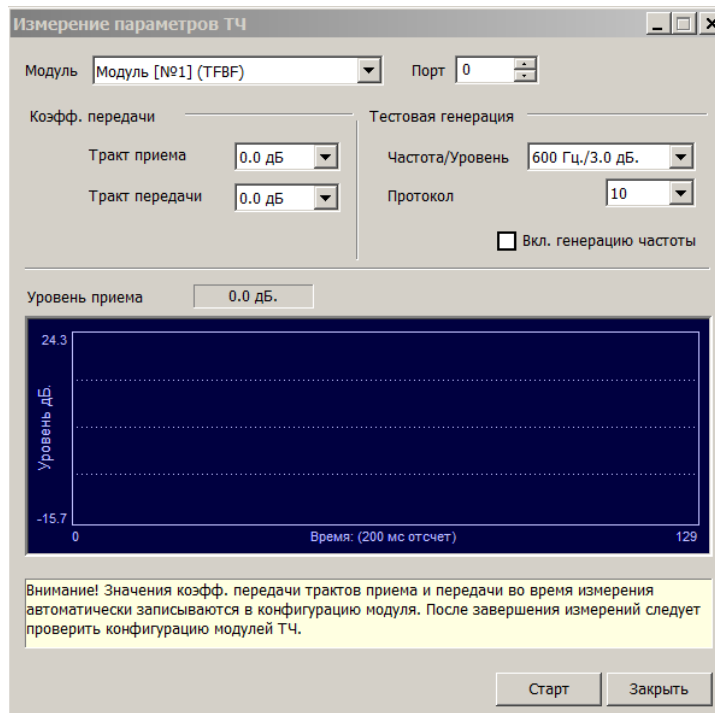 Измерение параметров ТЧ
Модуль Модуль [№1] (TFBF) Порт 0
Коэфф. передачи Тестовая генерация
Тракт приема 0.0 дБ Частота/Уровень 600 Гц./3.0 дБ.
Тракт передачи 0.0 дБ Протокол 10
Вкл. генерацию частоты
Уровень приема 0.0 дБ.
24.3
Уровень дБ.
-15.7
0 Время: (200 мс отсчет) 129
Внимание! Значения коэфф. передачи трактов приема и передачи во время измерения
автоматически записываются в конфигурацию модуля. После завершения измерений следует
проверить конфигурацию модулей ТЧ.
Старт Закрыть